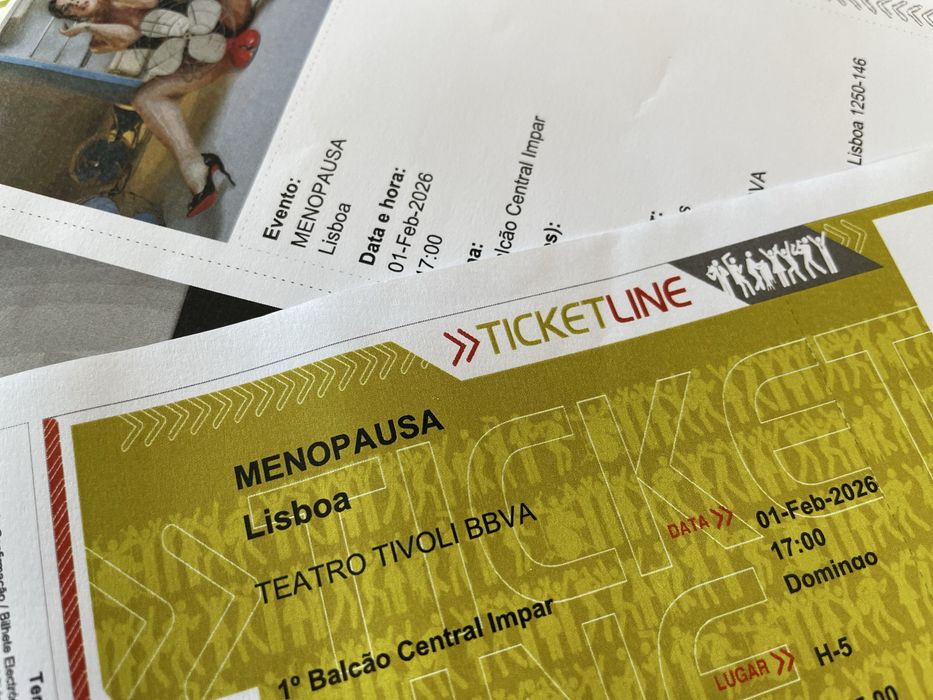 Evento:
MENOPAUSA
Lisboa
Data e hora:
01-Feb-2026
17:00
Balcão Central Impar
Lisboa 1250-146
TICKETLINE
MENOPAUSA
Lisboa
TEATRO TIVOLI BBVA
1º Balcão Central Impar
DATA
01-Feb-2026
17:00
Domingo
LUGAR
H-5
TICKET